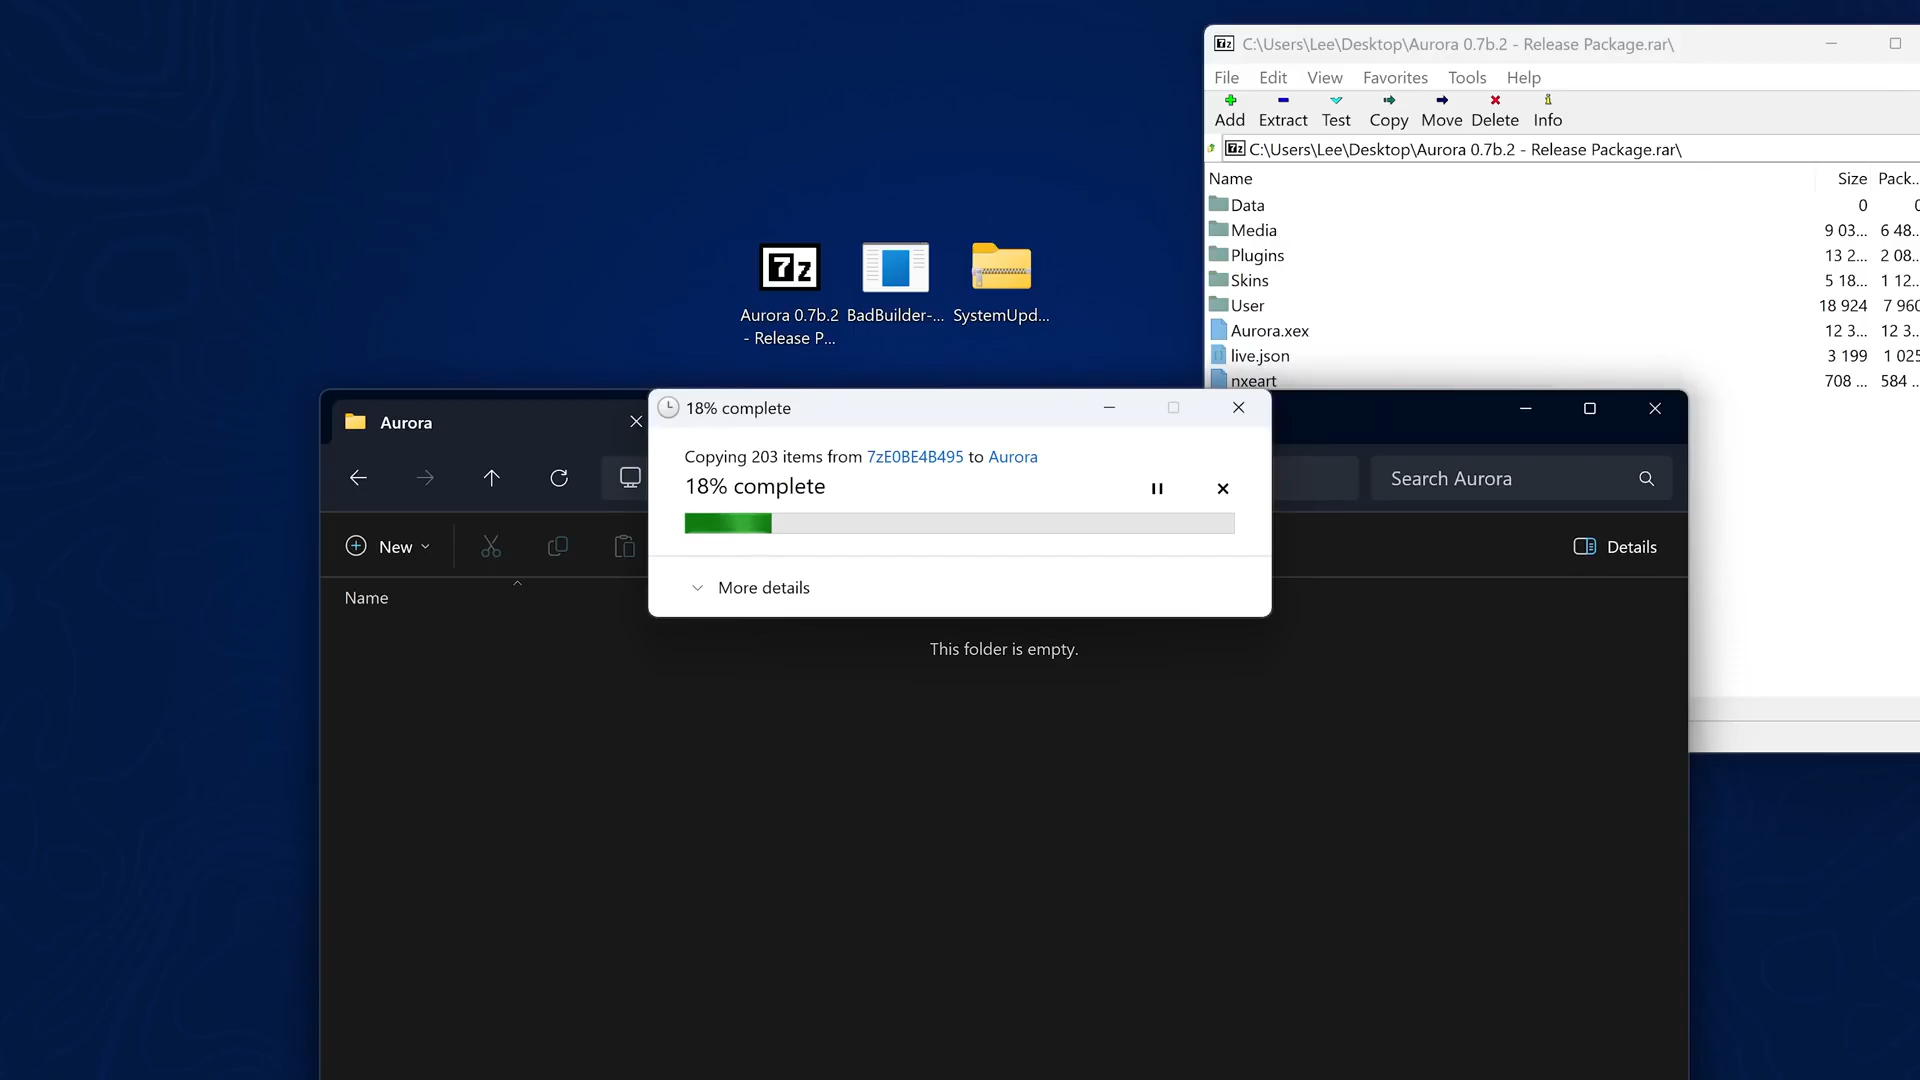 C:\Users\Lee\Desktop\Aurora 0.7b.2 - Release Package.rar\
File Edit View Favorites Tools Help
Add Extract Test Copy Move Delete Info
C:\Users\Lee\Desktop\Aurora 0.7b.2 - Release Package.rar\
Name Size Pack...
Data 0
Media 9 03... 6 48...
Plugins 13 2... 2 08...
Skins 5 18... 1 12...
User 18 924 7 960
Aurora.xex 12 3... 12 3...
live.json 3 199 1 025
nxeart 708 ... 584 ...
7z
Aurora 0.7b.2
- Release P...
BadBuilder-...
SystemUpd...
Aurora
18% complete
Copying 203 items from 7zE0BE4B495 to Aurora
18% complete
More details
Search Aurora
New
Details
Name
This folder is empty.